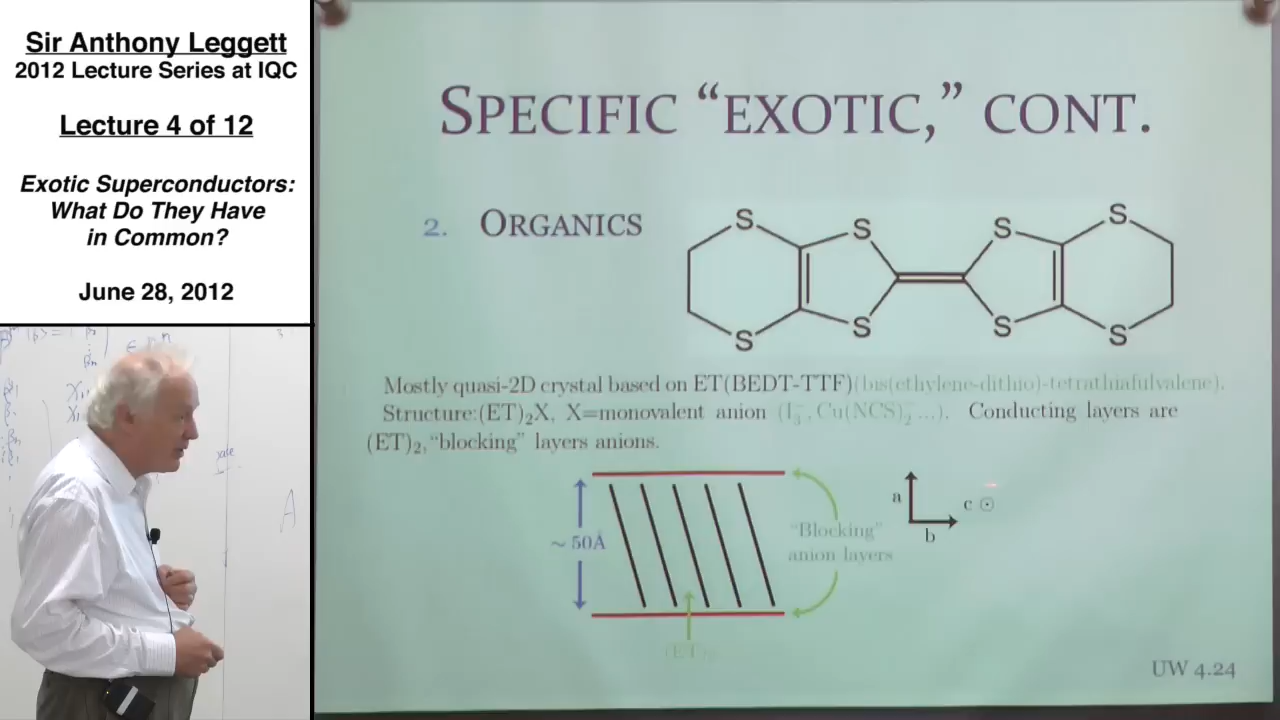 Sir Anthony Leggett
2012 Lecture Series at IQC
Lecture 4 of 12
Exotic Superconductors:
What Do They Have
in Common?
June 28, 2012
SPECIFIC “EXOTIC,” CONT.
2. ORGANICS
S S S S
S S S S
Mostly quasi-2D crystal based on ET(BEDT-TTF)(bis(ethylene-dithio)-tetrathiafulvalene).
Structure:(ET)₂X, X=monovalent anion (I₃⁻, Cu(NCS)₂⁻...). Conducting layers are
(ET)₂,“blocking” layers anions.
~ 50Å
“Blocking”
anion layers
a
b
c
(ET)₂
UW 4.24
A